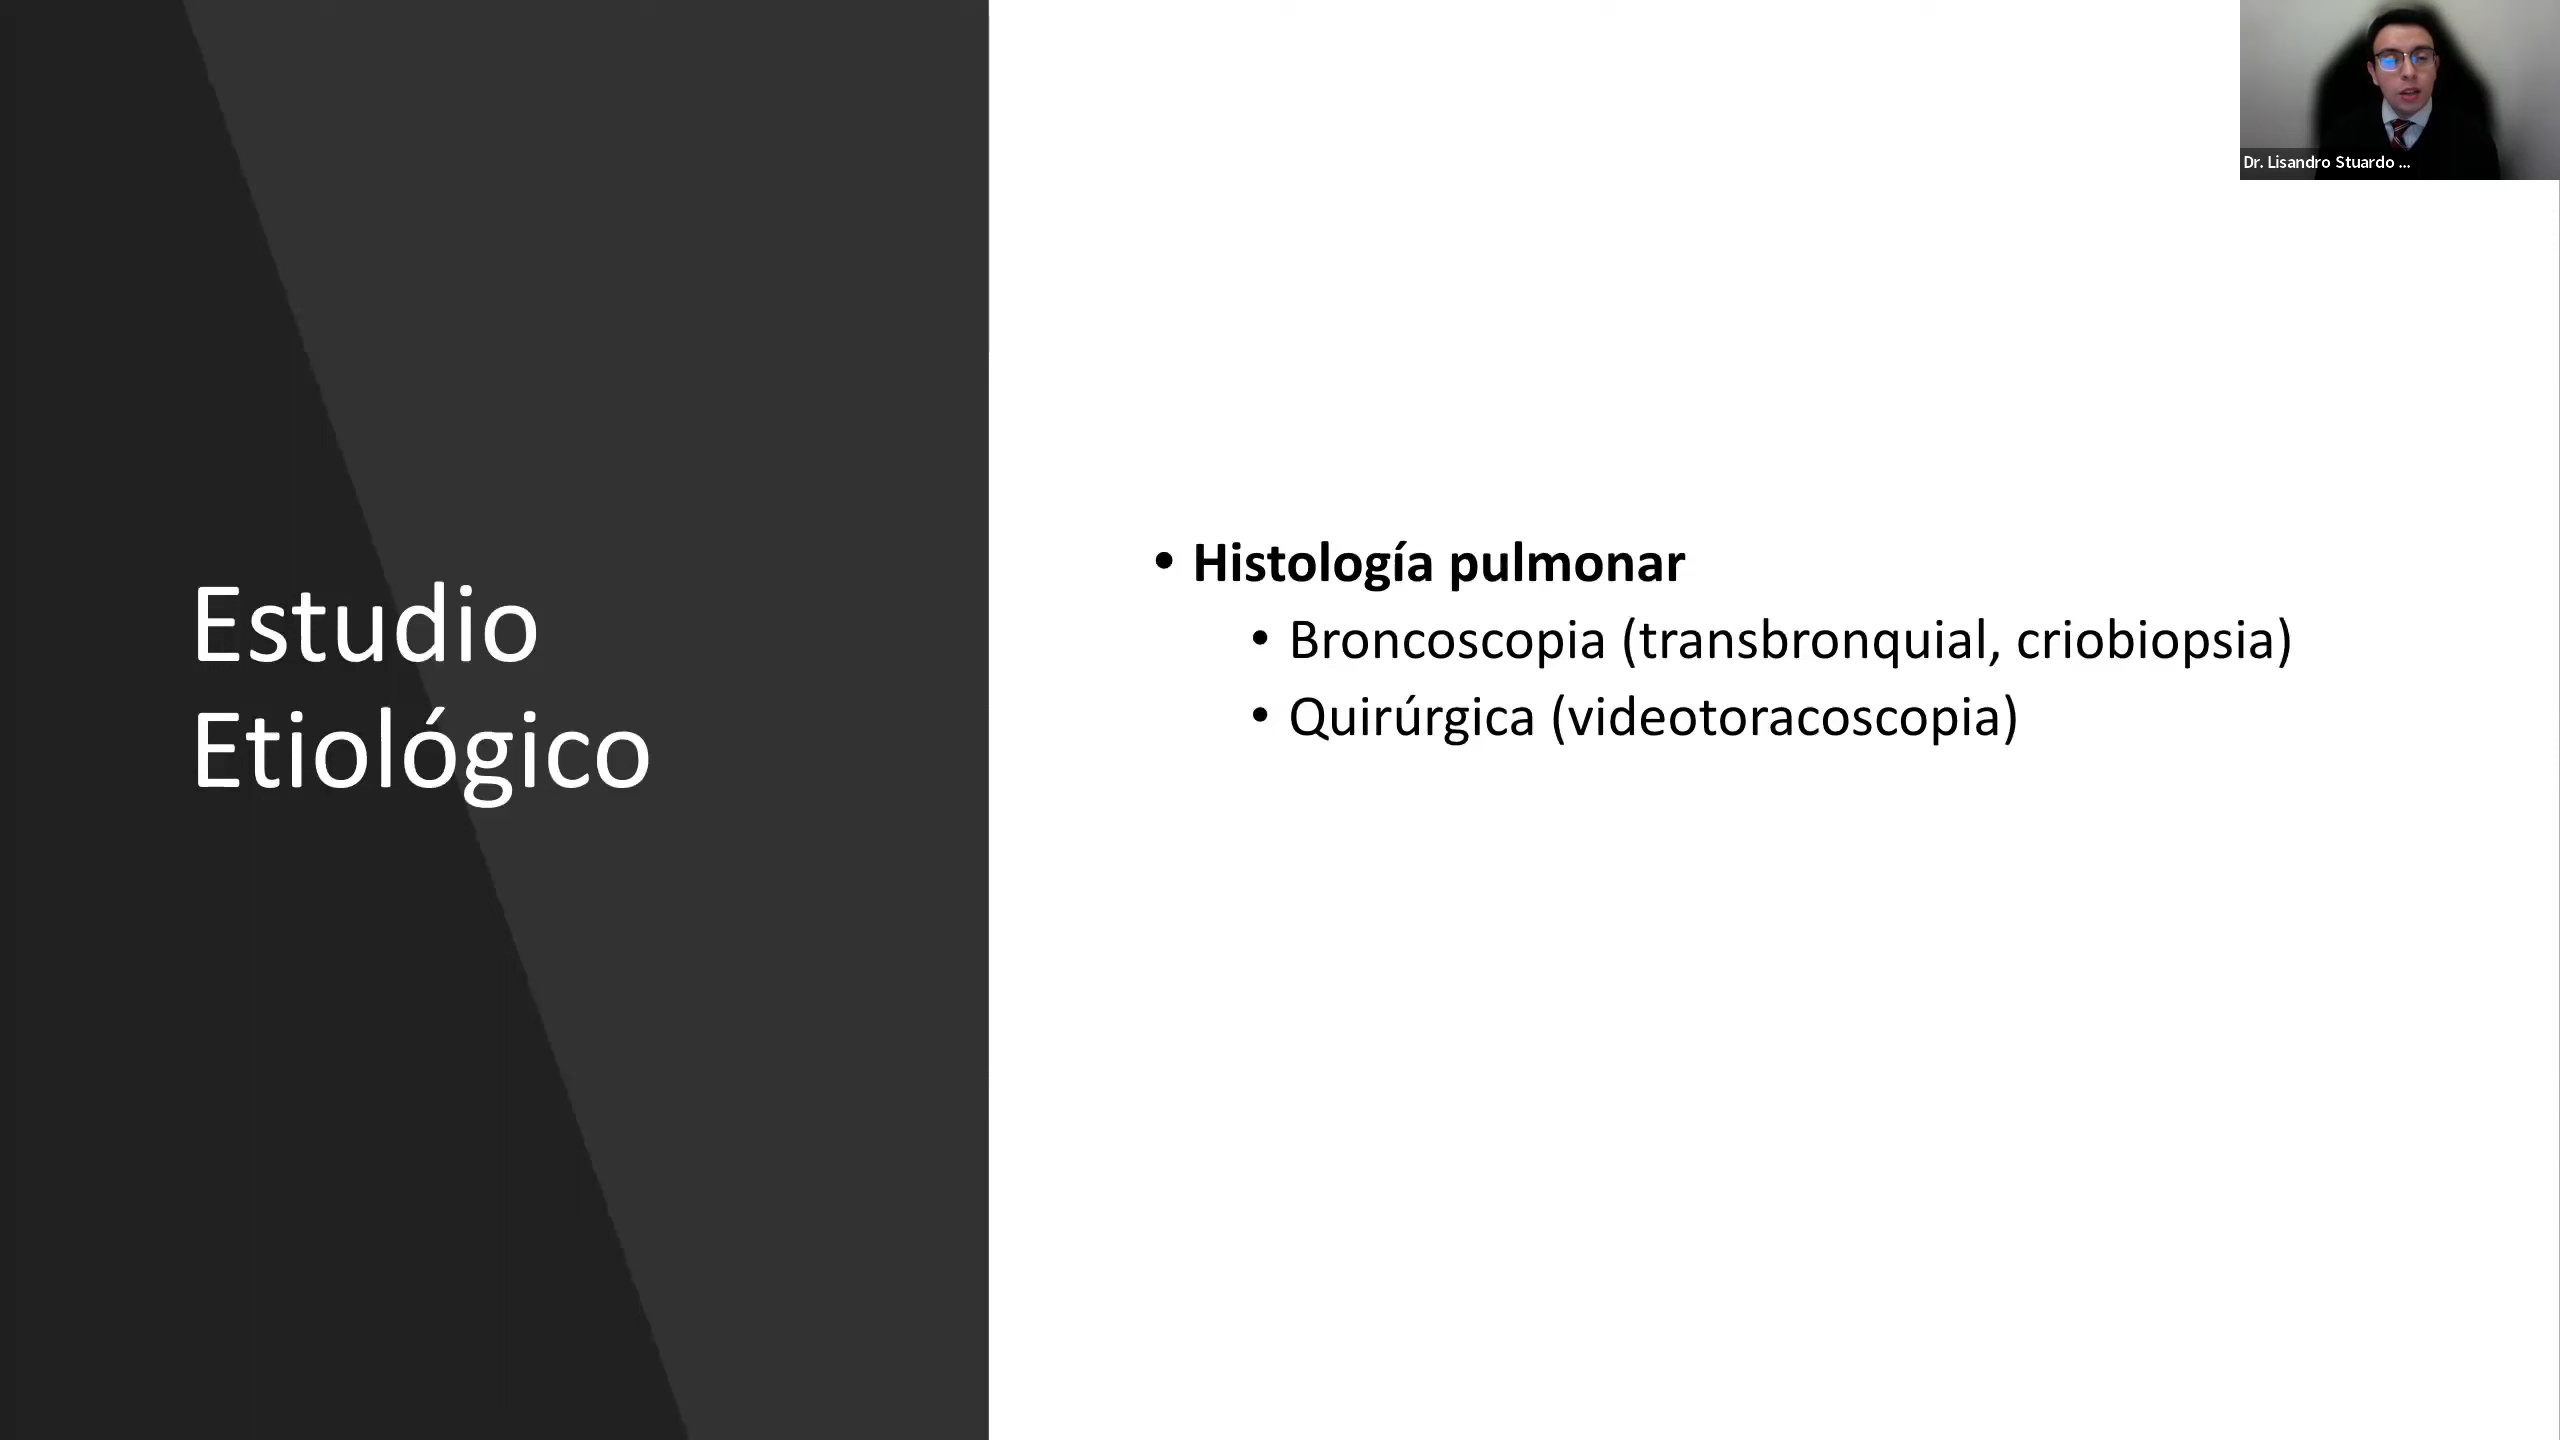 Estudio
Etiológico
• Histología pulmonar
• Broncoscopia (transbronquial, criobiopsia)
• Quirúrgica (videotoracoscopia)
Dr. Lisandro Stuardo ...